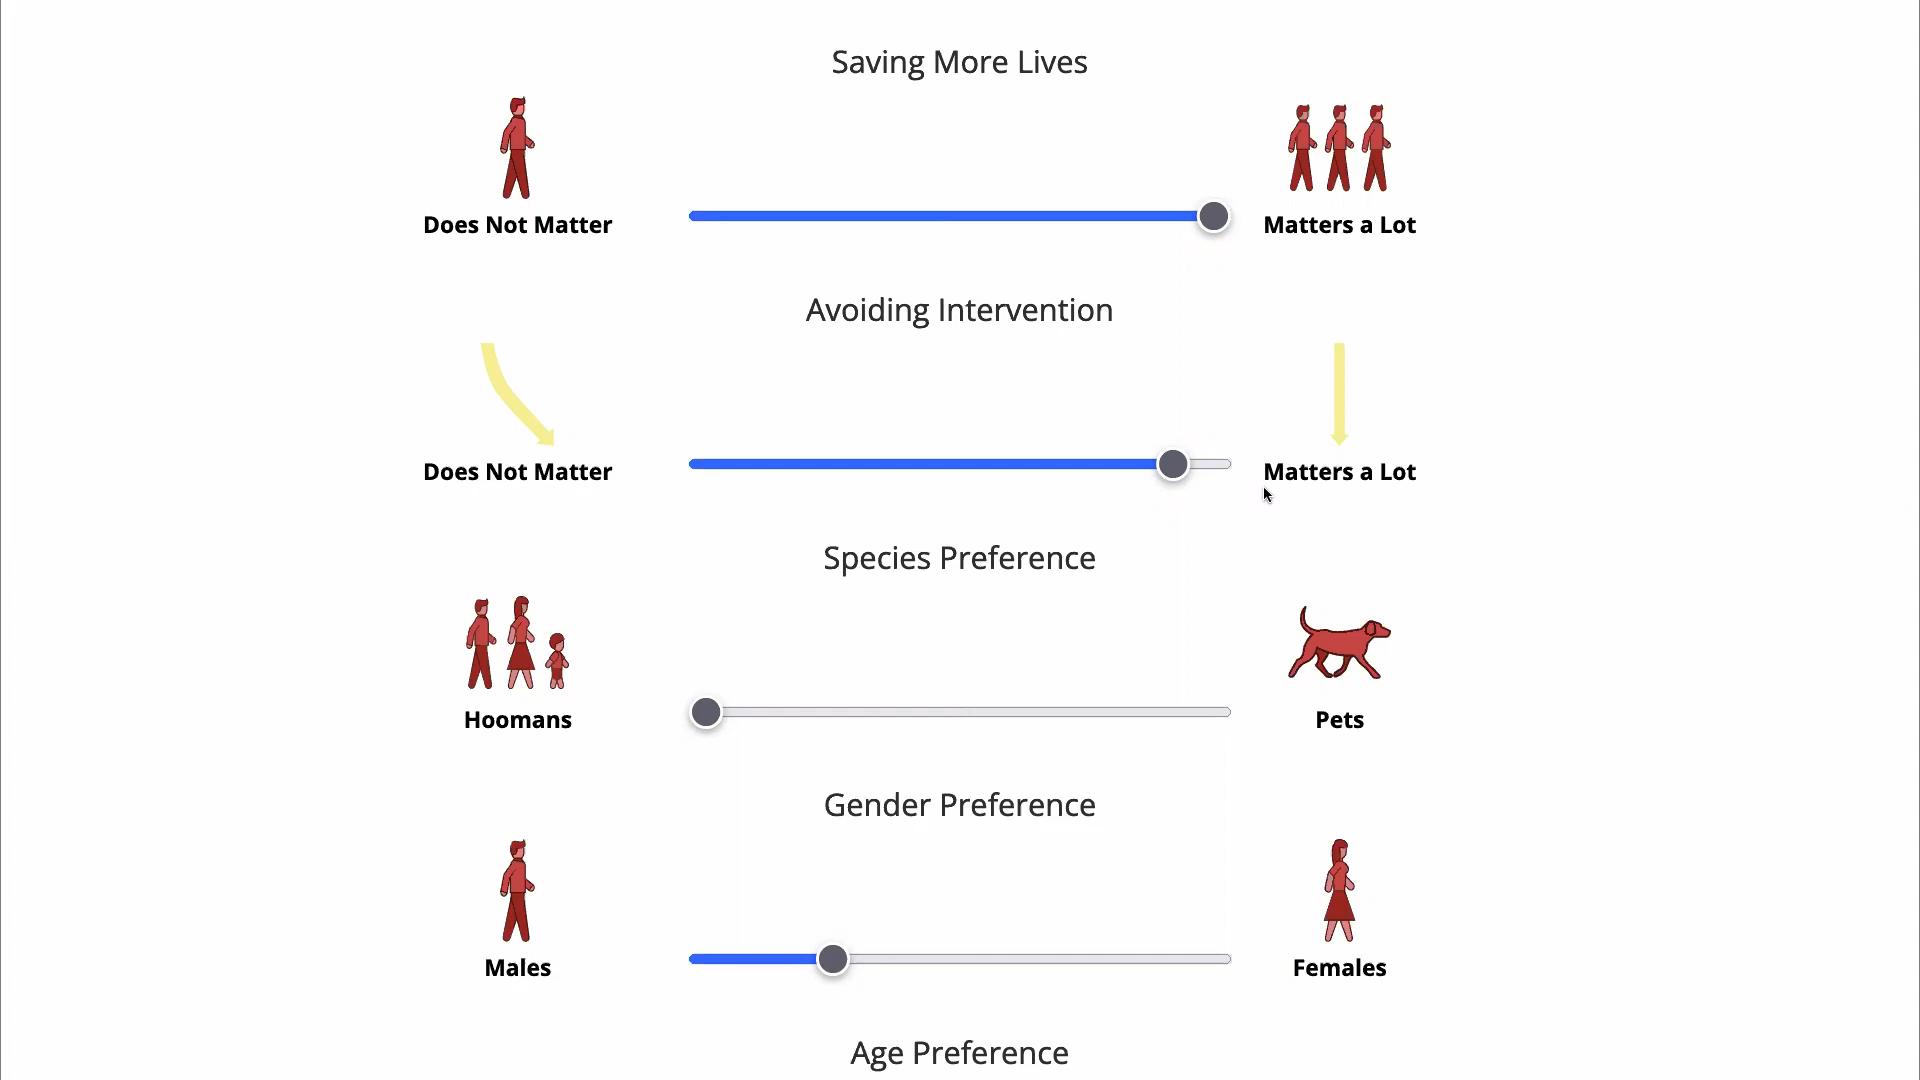 Saving More Lives
Does Not Matter
Matters a Lot
Avoiding Intervention
Does Not Matter
Matters a Lot
Species Preference
Hoomans
Pets
Gender Preference
Males
Females
Age Preference